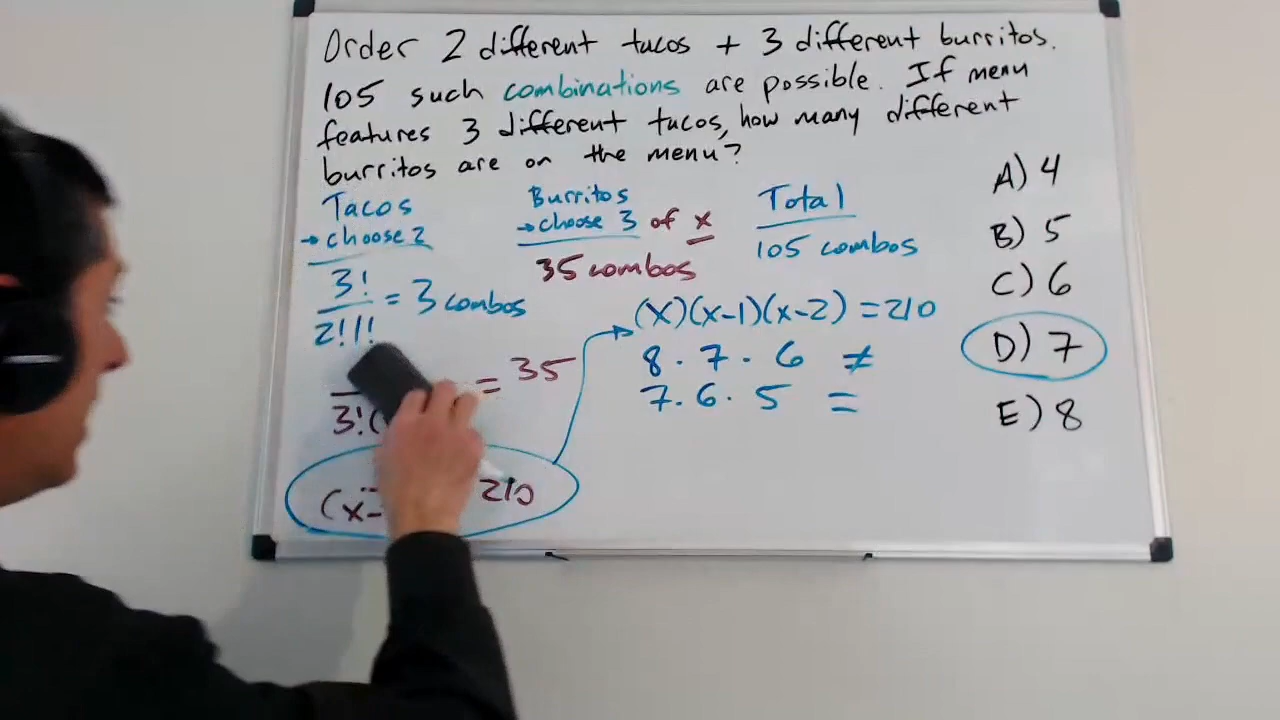 Order 2 different tacos + 3 different burritos.
105 such combinations are possible. If menu
features 3 different tacos, how many different
burritos are on the menu?
Tacos
→ choose 2
3!
2!1! = 3 combos
3!(
= 35
(x-
210
Burritos
→ choose 3 of x
35 combos
Total
105 combos
(x)(x-1)(x-2) = 210
8 · 7 · 6 ≠
7 · 6 · 5 =
A) 4
B) 5
C) 6
D) 7
E) 8